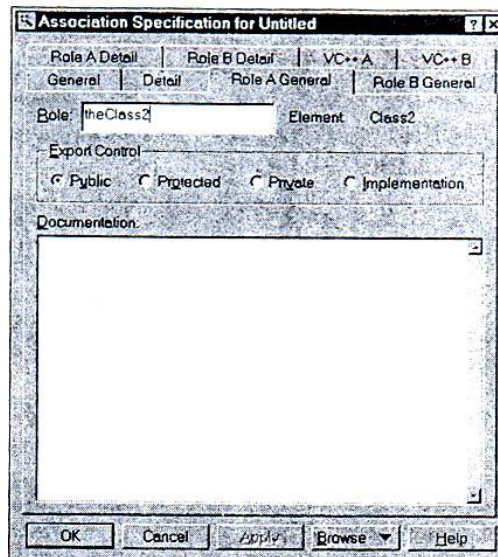 Association Specification for Untitled
Role A Detail Role B Detail VC++ A VC++ B
General Detail Role A General Role B General
Role: theClass2 Element Class2
Export Control
Public Protected Private Implementation
Documentation:
OK Cancel Apply Browse Help